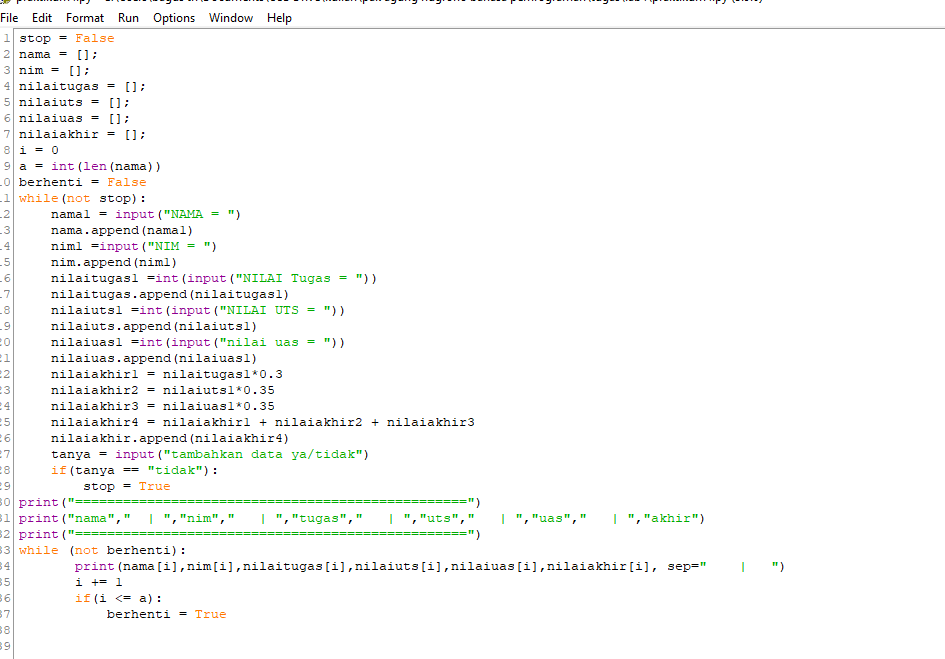 File Edit Format Run Options Window Help
1 stop = False
2 nama = [];
3 nim = [];
4 nilaitugas = [];
5 nilaiuts = [];
6 nilaiuas = [];
7 nilaiakhir = [];
8 i = 0
9 a = int(len(nama))
10 berhenti = False
11 while(not stop):
12     nama1 = input("NAMA = ")
13     nama.append(nama1)
14     nim1 =input("NIM = ")
15     nim.append(nim1)
16     nilaitugas1 =int(input("NILAI Tugas = "))
17     nilaitugas.append(nilaitugas1)
18     nilaiuts1 =int(input("NILAI UTS = "))
19     nilaiuts.append(nilaiuts1)
20     nilaiuas1 =int(input("nilai uas = "))
21     nilaiuas.append(nilaiuas1)
22     nilaiakhir1 = nilaitugas1*0.3
23     nilaiakhir2 = nilaiuts1*0.35
24     nilaiakhir3 = nilaiuas1*0.35
25     nilaiakhir4 = nilaiakhir1 + nilaiakhir2 + nilaiakhir3
26     nilaiakhir.append(nilaiakhir4)
27     tanya = input("tambahkan data ya/tidak")
28     if(tanya == "tidak"):
29         stop = True
30 print("=================================================")
31 print("nama","  | ","nim","   | ","tugas","   | ","uts","   | ","uas","   | ","akhir")
32 print("=================================================")
33 while (not berhenti):
34        print(nama[i],nim[i],nilaitugas[i],nilaiuts[i],nilaiuas[i],nilaiakhir[i], sep="    |   ")
35        i += 1
36        if(i <= a):
37            berhenti = True
38
39